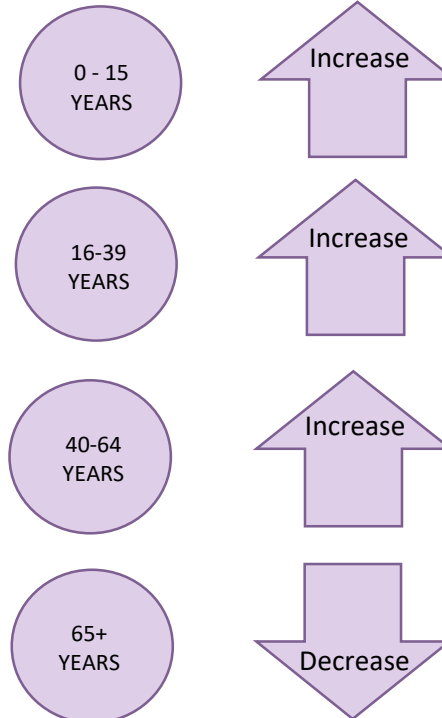 0 - 15
YEARS
Increase
16-39
YEARS
Increase
40-64
YEARS
Increase
65+
YEARS
Decrease